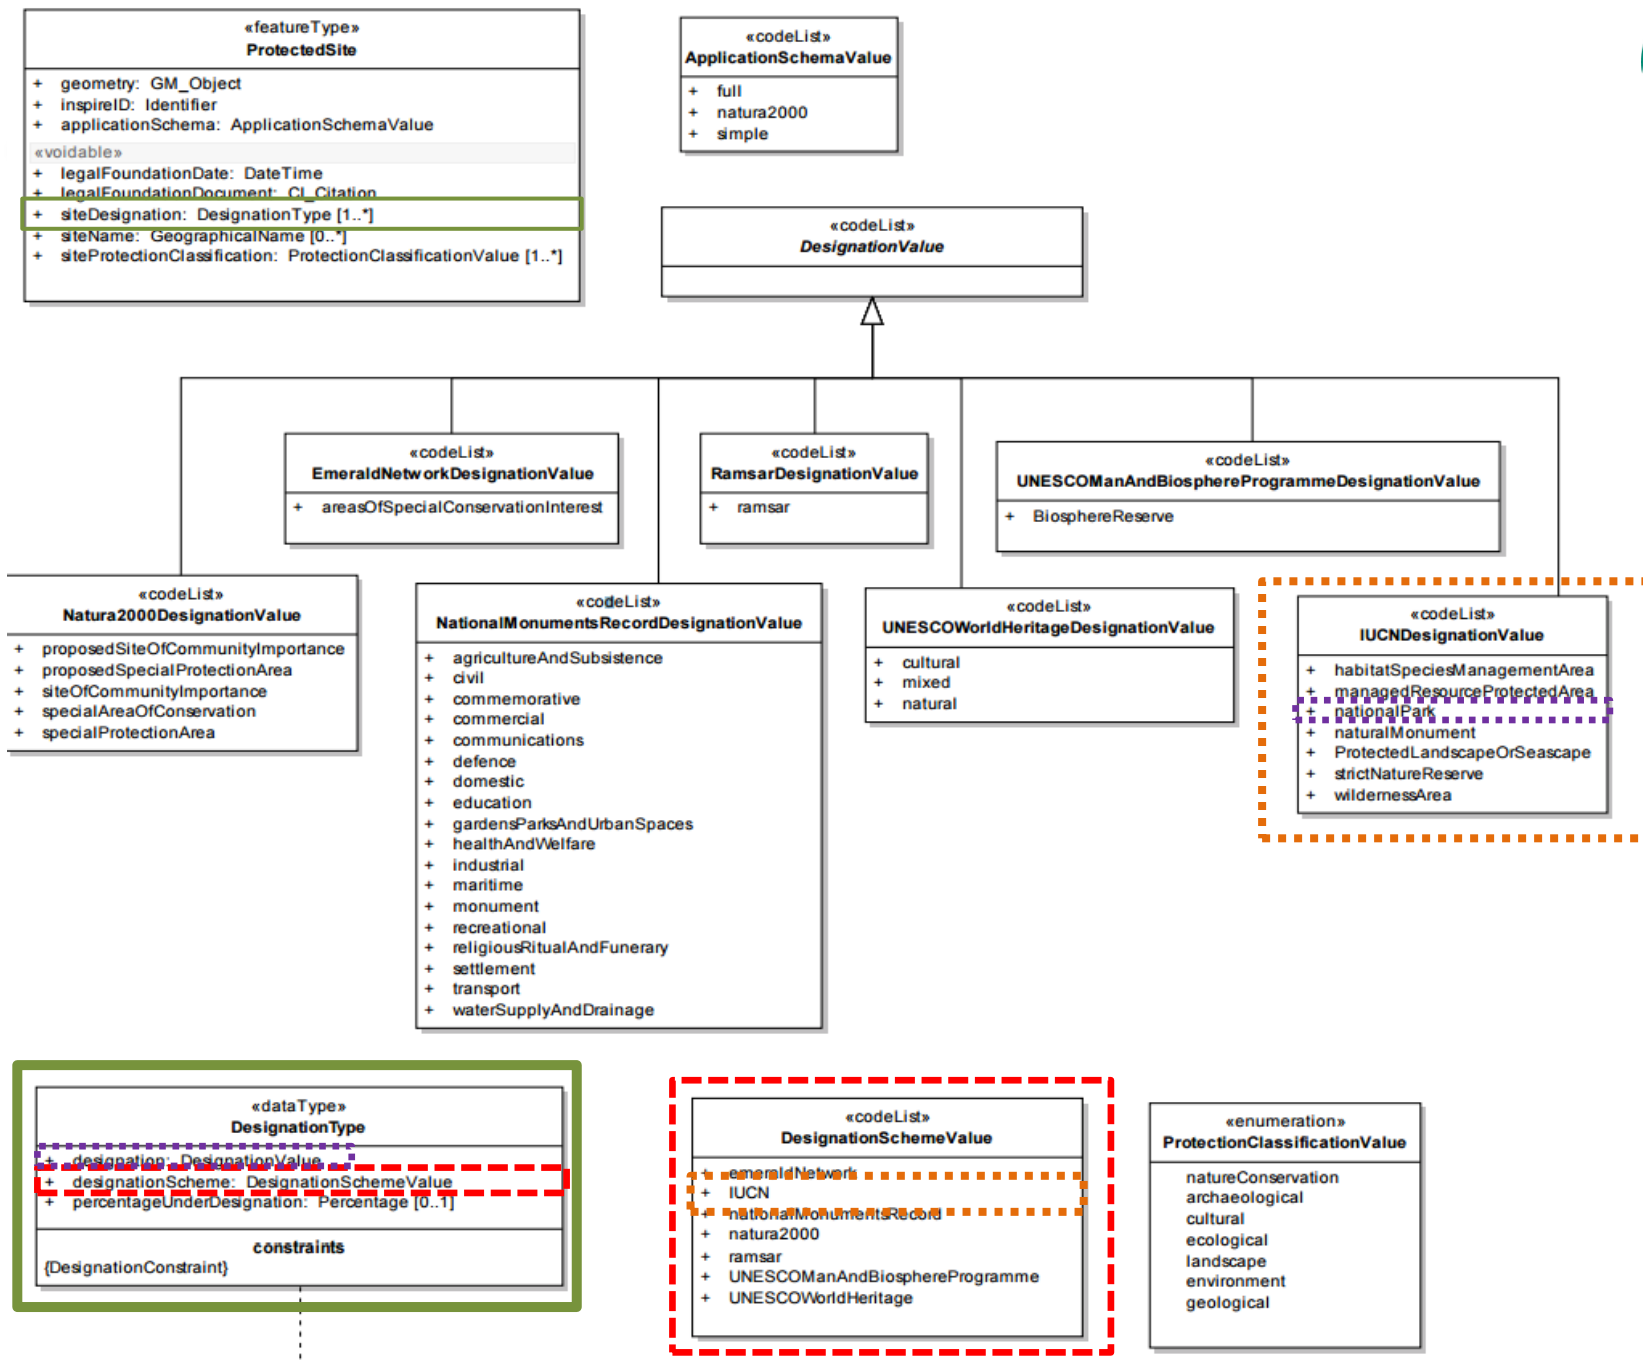 «featureType»
ProtectedSite
+ geometry: GM_Object
+ inspireID: Identifier
+ applicationSchema: ApplicationSchemaValue
«voidable»
+ legalFoundationDate: DateTime
+ legalFoundationDocument: CI_Citation
+ siteDesignation: DesignationType [1..*]
+ siteName: GeographicalName [0..*]
+ siteProtectionClassification: ProtectionClassificationValue [1..*]
«codeList»
ApplicationSchemaValue
+ full
+ natura2000
+ simple
«codeList»
DesignationValue
«codeList»
EmeraldNetworkDesignationValue
+ areasOfSpecialConservationInterest
«codeList»
RamsarDesignationValue
+ ramsar
«codeList»
UNESCOManAndBiosphereProgrammeDesignationValue
+ BiosphereReserve
«codeList»
Natura2000DesignationValue
+ proposedSiteOfCommunityImportance
+ proposedSpecialProtectionArea
+ siteOfCommunityImportance
+ specialAreaOfConservation
+ specialProtectionArea
«codeList»
NationalMonumentsRecordDesignationValue
+ agricultureAndSubsistence
+ civil
+ commemorative
+ commercial
+ communications
+ defence
+ domestic
+ education
+ gardensParksAndUrbanSpaces
+ healthAndWelfare
+ industrial
+ maritime
+ monument
+ recreational
+ religiousRitualAndFunerary
+ settlement
+ transport
+ waterSupplyAndDrainage
«codeList»
UNESCOWorldHeritageDesignationValue
+ cultural
+ mixed
+ natural
«codeList»
IUCNDesignationValue
+ habitatSpeciesManagementArea
+ managedResourceProtectedArea
+ nationalPark
+ naturalMonument
+ ProtectedLandscapeOrSeascape
+ strictNatureReserve
+ wildernessArea
«dataType»
DesignationType
+ designation: DesignationValue
+ designationScheme: DesignationSchemeValue
+ percentageUnderDesignation: Percentage [0..1]
constraints
{DesignationConstraint}
«codeList»
DesignationSchemeValue
+ emeraldNetwork
+ IUCN
+ nationalMonumentsRecord
+ natura2000
+ ramsar
+ UNESCOManAndBiosphereProgramme
+ UNESCOWorldHeritage
«enumeration»
ProtectionClassificationValue
natureConservation
archaeological
cultural
ecological
landscape
environment
geological